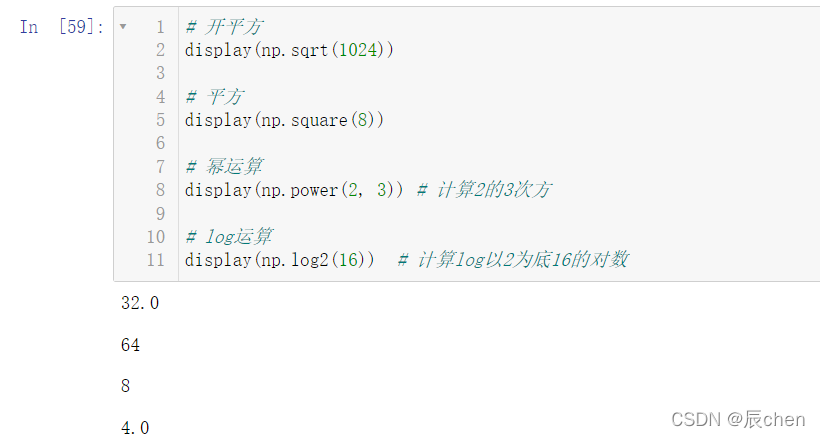 In [59]:
1 # 开平方
2 display(np.sqrt(1024))
3
4 # 平方
5 display(np.square(8))
6
7 # 幂运算
8 display(np.power(2, 3)) # 计算2的3次方
9
10 # log运算
11 display(np.log2(16))  # 计算log以2为底16的对数
32.0
64
8
4.0
CSDN @辰chen